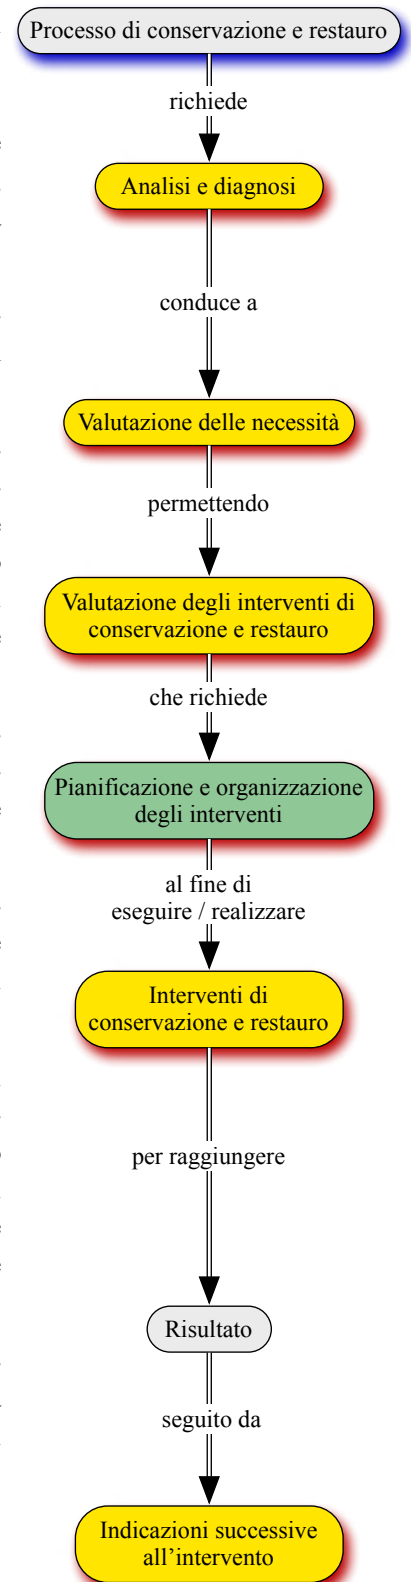 Processo di conservazione e restauro
richiede
Analisi e diagnosi
conduce a
Valutazione delle necessità
permettendo
Valutazione degli interventi di
conservazione e restauro
che richiede
Pianificazione e organizzazione
degli interventi
al fine di
eseguire / realizzare
Interventi di
conservazione e restauro
per raggiungere
Risultato
seguito da
Indicazioni successive
all’intervento